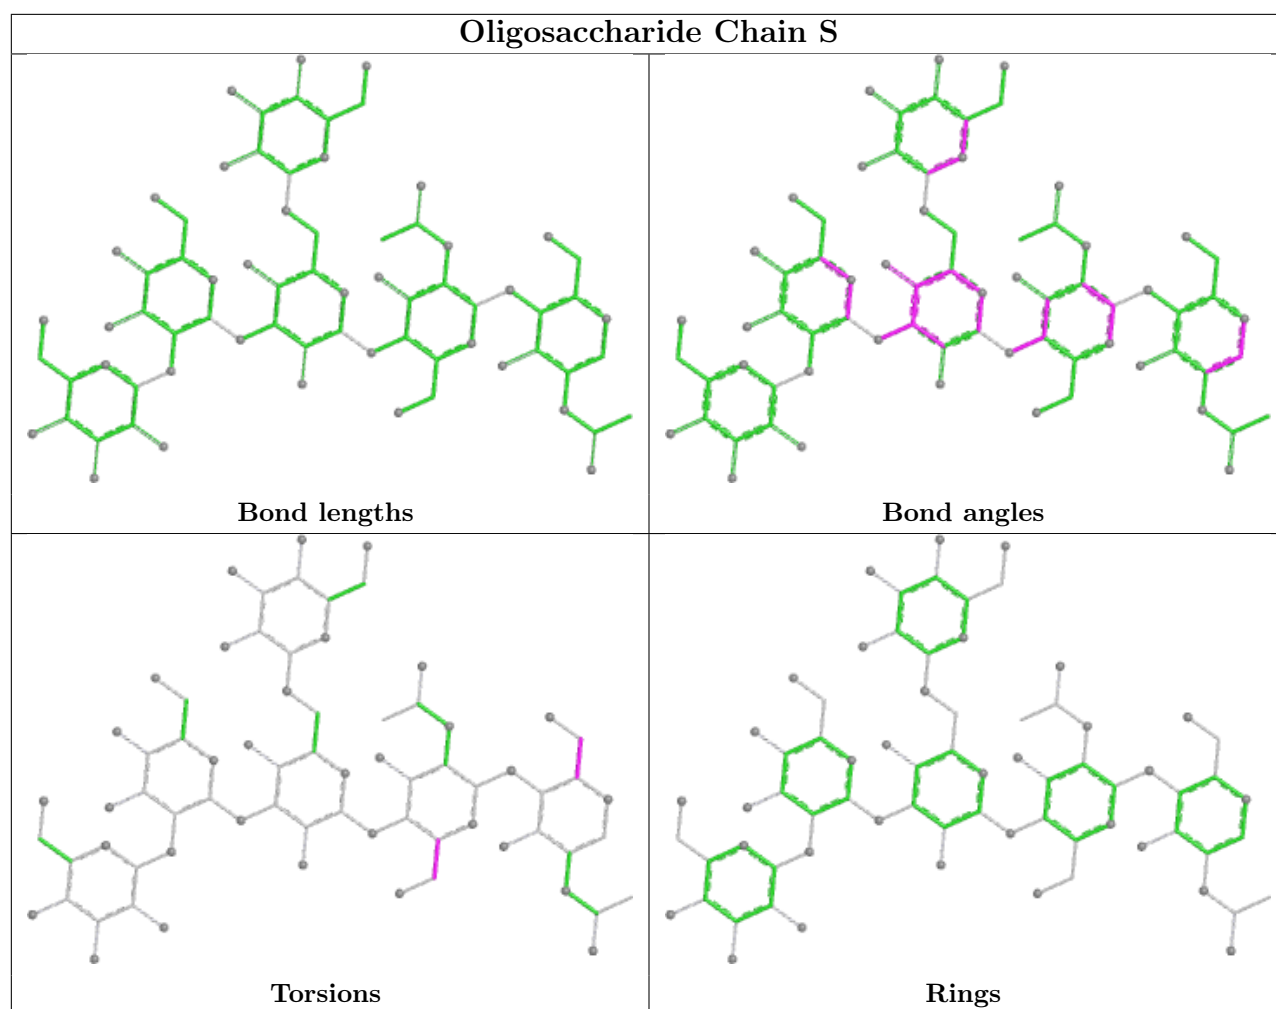 Oligosaccharide Chain S
Bond lengths
Bond angles
Torsions
Rings